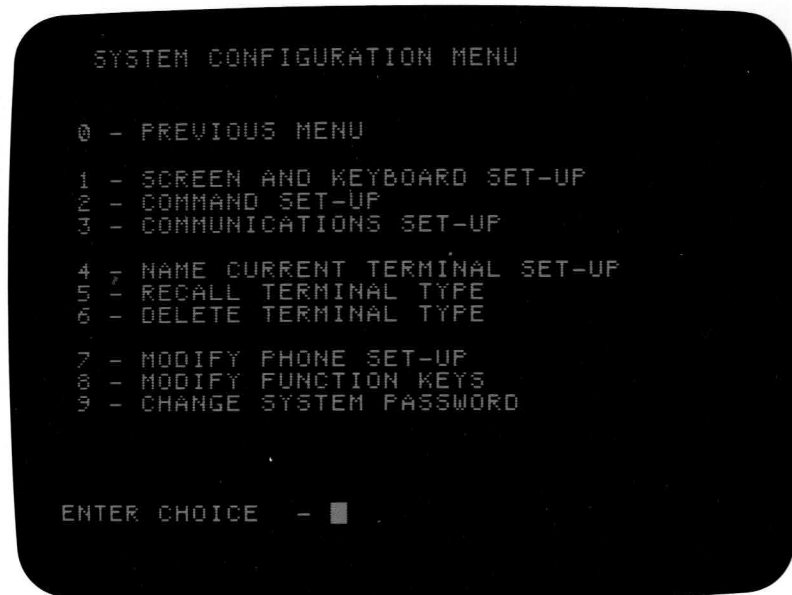 SYSTEM CONFIGURATION MENU
0 - PREVIOUS MENU
1 - SCREEN AND KEYBOARD SET-UP
2 - COMMAND SET-UP
3 - COMMUNICATIONS SET-UP
4 - NAME CURRENT TERMINAL SET-UP
5 - RECALL TERMINAL TYPE
6 - DELETE TERMINAL TYPE
7 - MODIFY PHONE SET-UP
8 - MODIFY FUNCTION KEYS
9 - CHANGE SYSTEM PASSWORD
ENTER CHOICE -